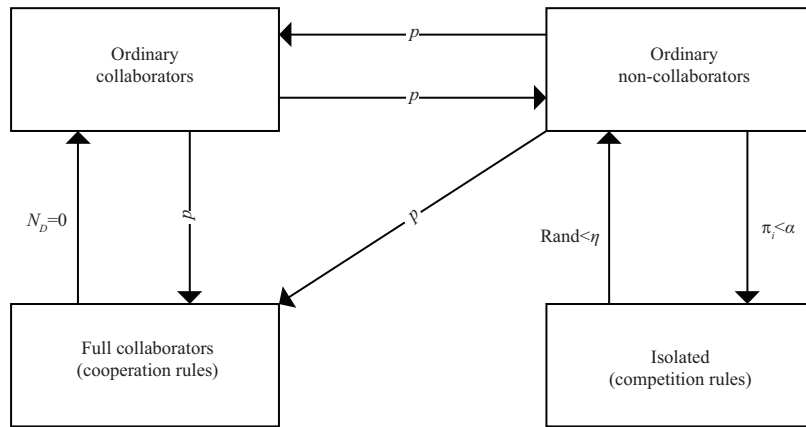 Ordinary
collaborators
p
p
Ordinary
non-collaborators
N_D=0
p
p
Rand<η
π_i<α
Full collaborators
(cooperation rules)
Isolated
(competition rules)